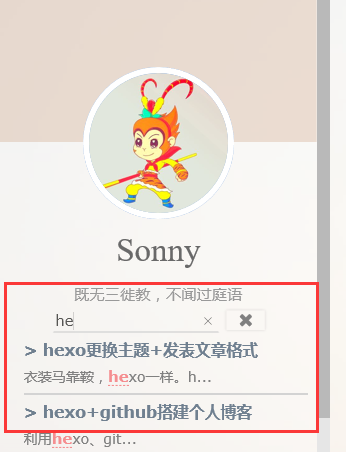 Sonny
既无三徙教，不闻过庭语
he
> hexo更换主题+发表文章格式
衣装马靠鞍，hexo一样。h...
> hexo+github搭建个人博客
利用hexo、git...